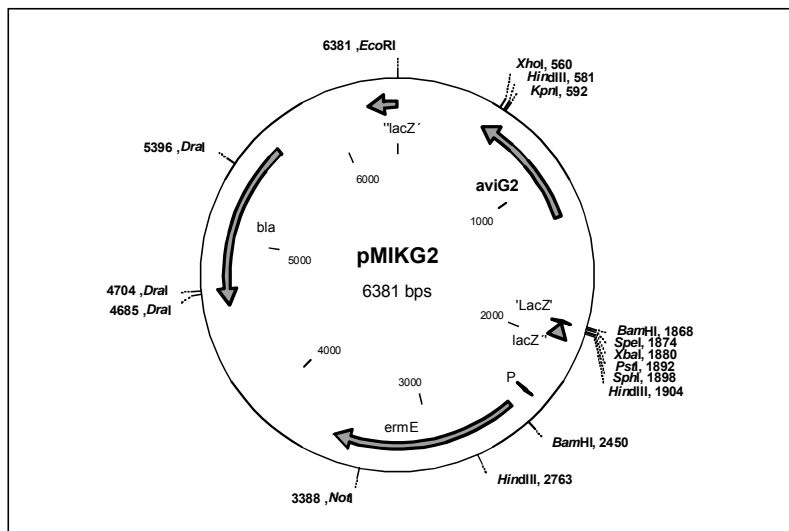 6381 ,EcoRI
XhoI, 560
HindIII, 581
KpnI, 592
"lacZ´
5396 ,DraI
6000
aviG2
1000
bla
pMIKG2
5000
6381 bps
4704 ,DraI
4685 ,DraI
'LacZ'
2000
lacZ´'
BamHI, 1868
SpeI, 1874
XbaI, 1880
PstI, 1892
SphI, 1898
HindIII, 1904
4000
P
3000
ermE
BamHI, 2450
HindIII, 2763
3388 ,NotI